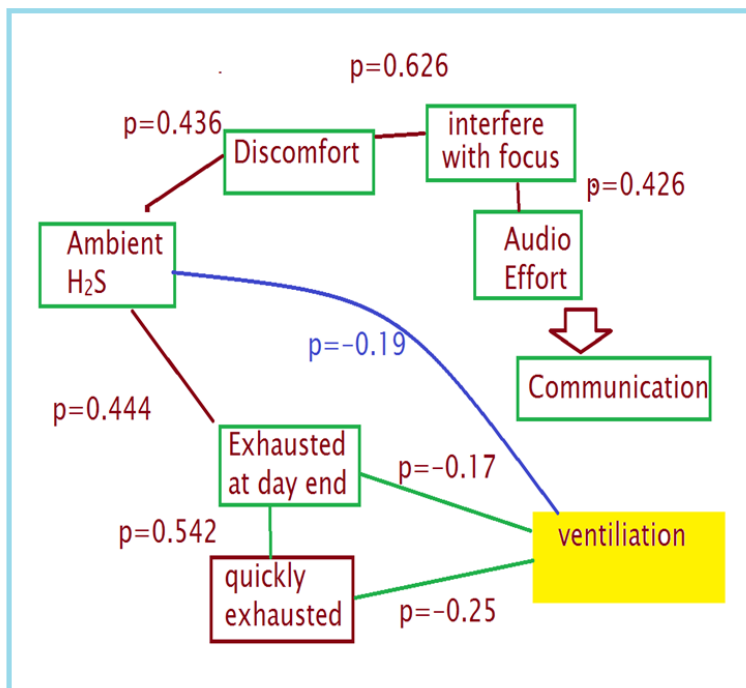 p=0.626
p=0.436
Discomfort
interfere
with focus
p=0.426
Ambient
H₂S
Audio
Effort
p=-0.19
Communication
p=0.444
Exhausted
at day end
p=-0.17
p=0.542
ventiliation
quickly
exhausted
p=-0.25